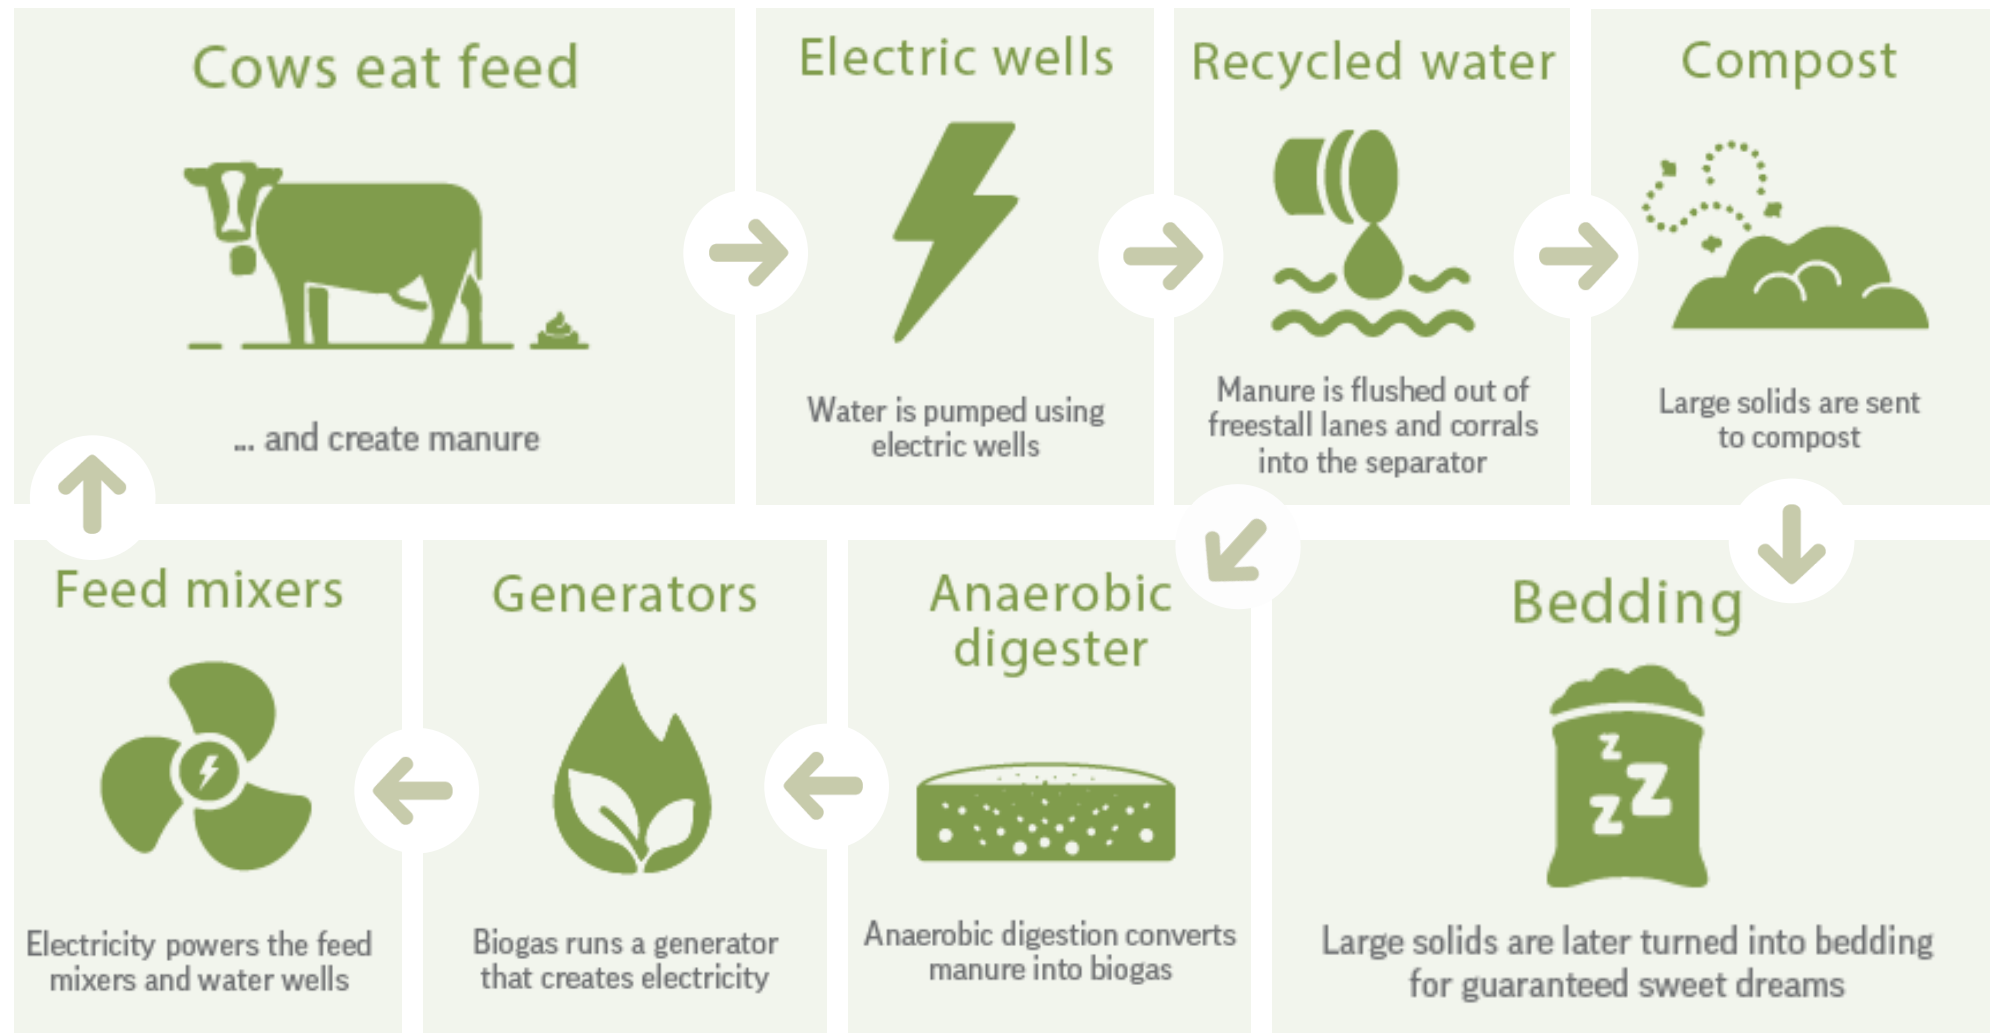 Cows eat feed
... and create manure
Electric wells
Water is pumped using
electric wells
Recycled water
Manure is flushed out of
freestall lanes and corrals
into the separator
Compost
Large solids are sent
to compost
Feed mixers
Electricity powers the feed
mixers and water wells
Generators
Biogas runs a generator
that creates electricity
Anaerobic
digester
Anaerobic digestion converts
manure into biogas
Bedding
z
Z
z
Large solids are later turned into bedding
for guaranteed sweet dreams